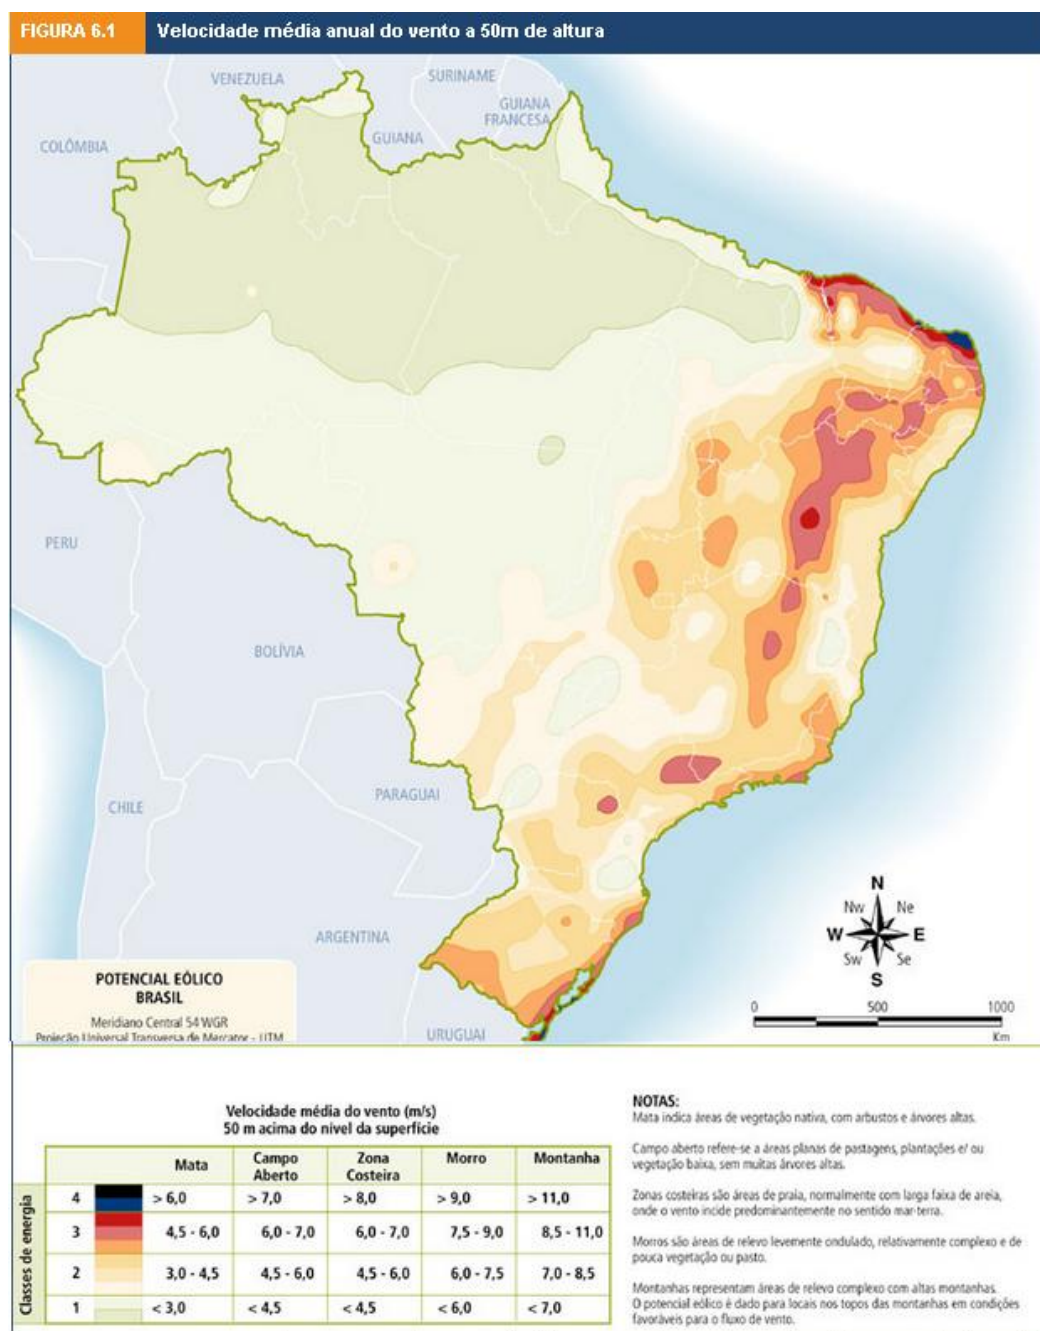 FIGURA 6.1 Velocidade média anual do vento a 50m de altura
VENEZUELA
SURINAME
GUIANA
FRANCESA
GUIANA
COLÔMBIA
PERU
BOLÍVIA
CHILE
PARAGUAI
ARGENTINA
URUGUAI
N
Nw Ne
W E
Sw Se
S
0 500 1000
Km
POTENCIAL EÓLICO
BRASIL
Meridiano Central 54 WGR
Projeção Universal Transversa de Mercator - UTM
Velocidade média do vento (m/s)
50 m acima do nível da superfície
Mata Campo Aberto Zona Costeira Morro Montanha
Classes de energia
4 > 6,0 > 7,0 > 8,0 > 9,0 > 11,0
3 4,5 - 6,0 6,0 - 7,0 6,0 - 7,0 7,5 - 9,0 8,5 - 11,0
2 3,0 - 4,5 4,5 - 6,0 4,5 - 6,0 6,0 - 7,5 7,0 - 8,5
1 < 3,0 < 4,5 < 4,5 < 6,0 < 7,0
NOTAS:
Mata indica áreas de vegetação nativa, com arbustos e árvores altas.
Campo aberto refere-se a áreas planas de pastagens, plantações e/ ou
vegetação baixa, sem muitas árvores altas.
Zonas costeiras são áreas de praia, normalmente com larga faixa de areia,
onde o vento incide predominantemente no sentido mar-terra.
Morros são áreas de relevo levemente ondulado, relativamente complexo e de
pouca vegetação ou pasto.
Montanhas representam áreas de relevo complexo com altas montanhas.
O potencial eólico é dado para locais nos topos das montanhas em condições
favoráveis para o fluxo de vento.